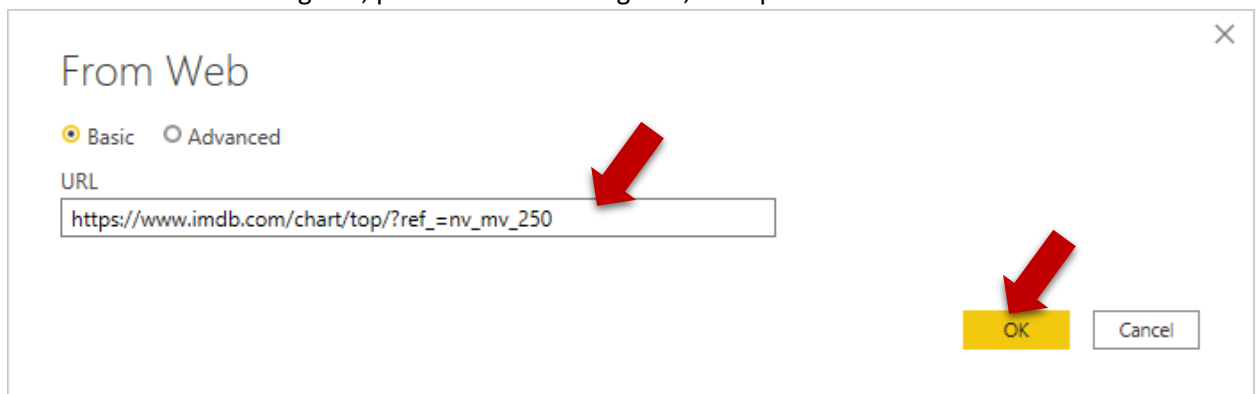 From Web
Basic Advanced
URL
https://www.imdb.com/chart/top/?ref_=nv_mv_250
OK Cancel